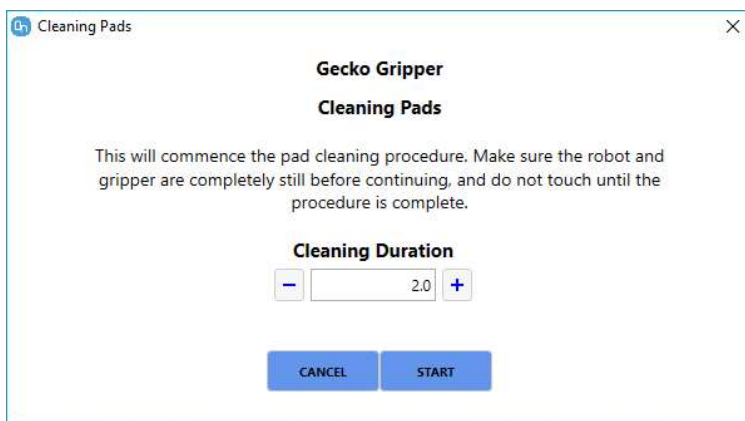 Cleaning Pads
Gecko Gripper
Cleaning Pads
This will commence the pad cleaning procedure. Make sure the robot and
gripper are completely still before continuing, and do not touch until the
procedure is complete.
Cleaning Duration
− 2.0 +
CANCEL START